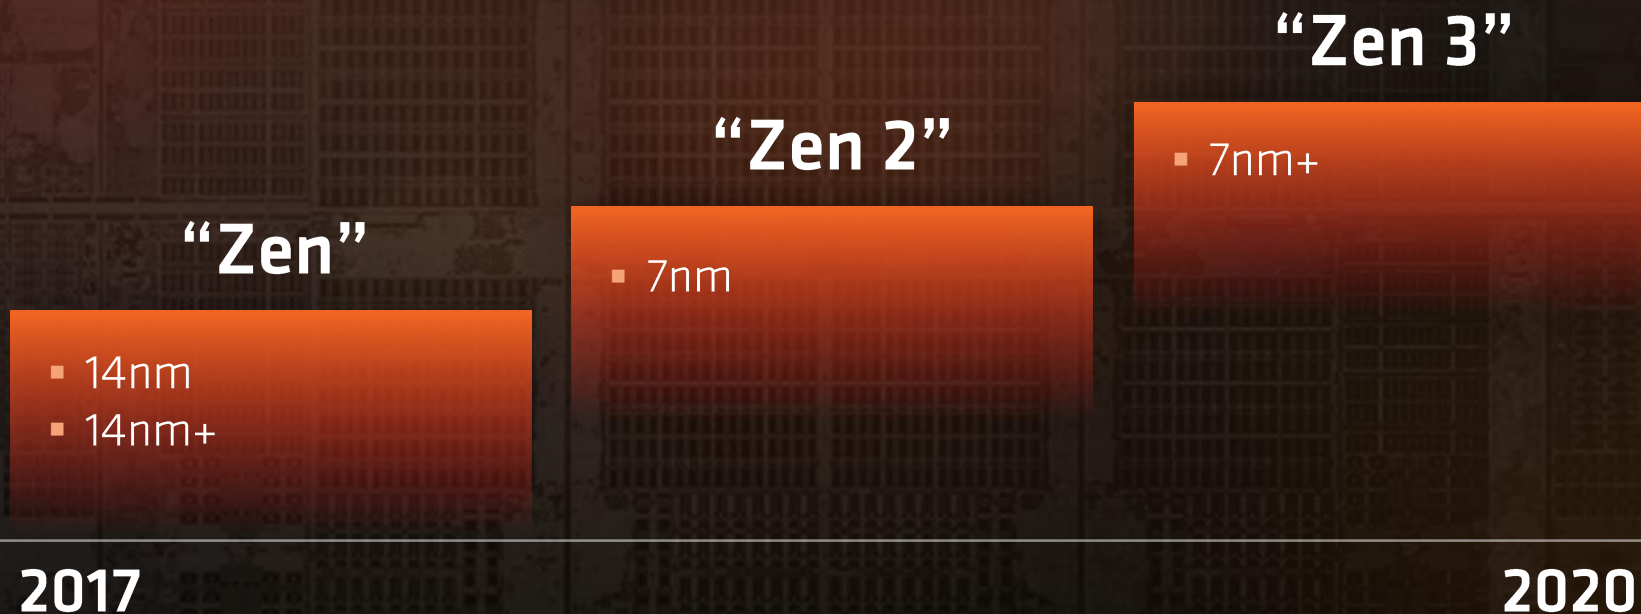 “Zen”
14nm
14nm+
“Zen 2”
7nm
“Zen 3”
7nm+
2017
2020